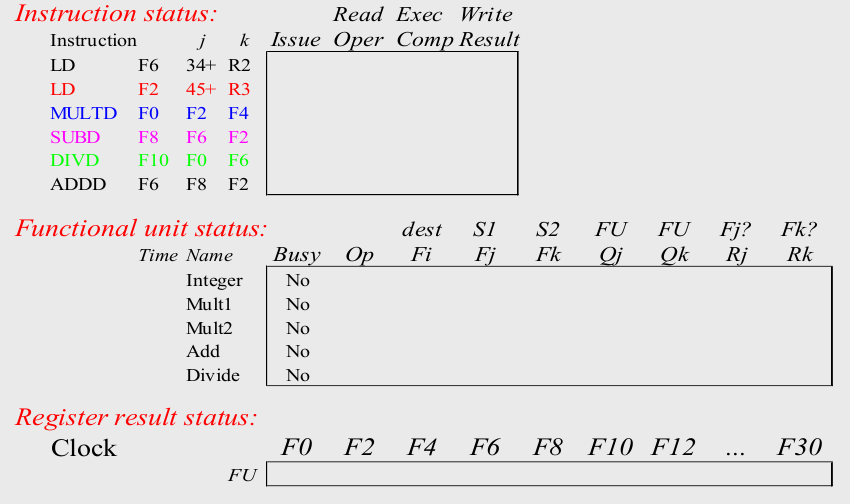 Instruction status: Read Exec Write
Instruction j k Issue Oper Comp Result
LD F6 34+ R2
LD F2 45+ R3
MULTD F0 F2 F4
SUBD F8 F6 F2
DIVD F10 F0 F6
ADDD F6 F8 F2
Functional unit status: dest S1 S2 FU FU Fj? Fk?
Time Name Busy Op Fi Fj Fk Qj Qk Rj Rk
Integer No
Mult1 No
Mult2 No
Add No
Divide No
Register result status:
Clock F0 F2 F4 F6 F8 F10 F12 ... F30
FU